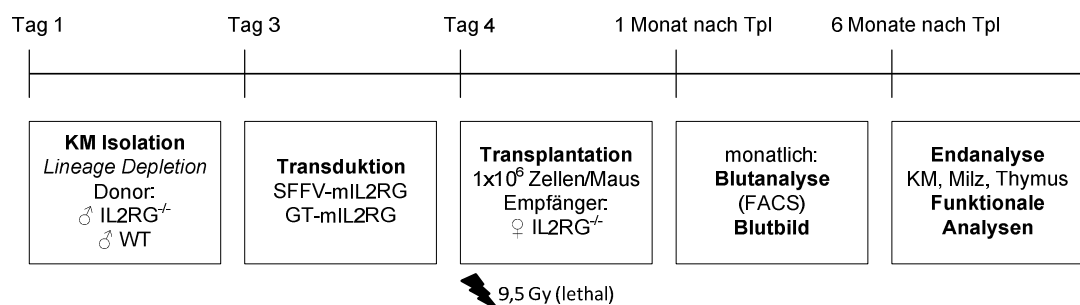 Tag 1
Tag 3
Tag 4
1 Monat nach Tpl
6 Monate nach Tpl
KM Isolation
Lineage Depletion
Donor:
♂ IL2RG-/-
♂ WT
Transduktion
SFFV-mIL2RG
GT-mIL2RG
Transplantation
1x10⁶ Zellen/Maus
Empfänger:
♀ IL2RG-/-
monatlich:
Blutanalyse
(FACS)
Blutbild
Endanalyse
KM, Milz, Thymus
Funktionale
Analysen
9,5 Gy (lethal)